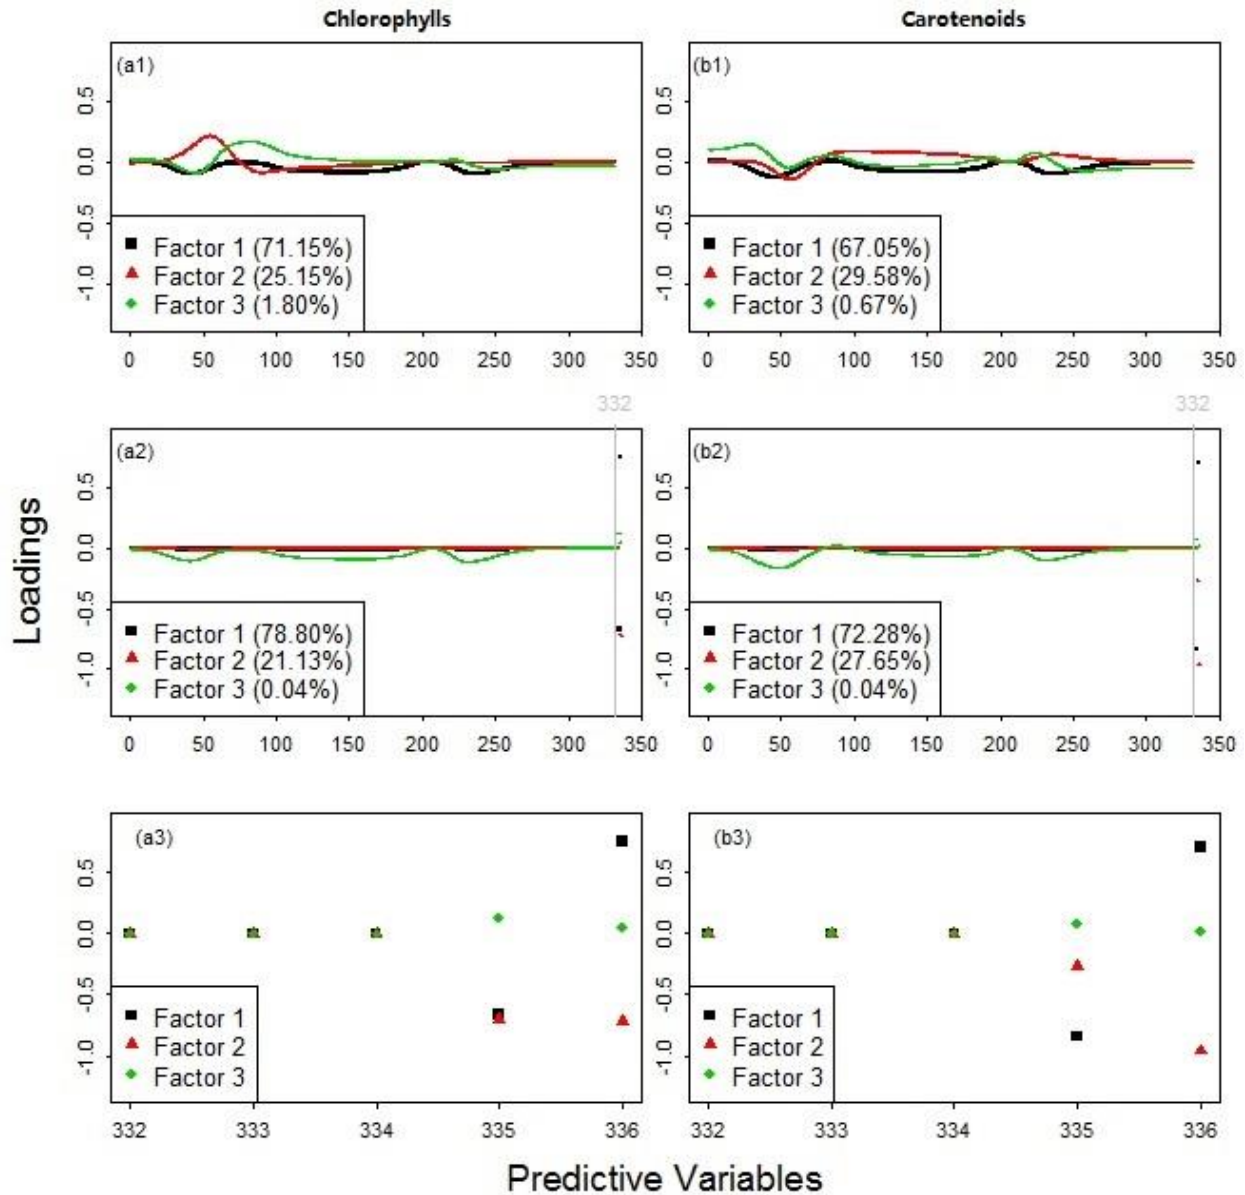 Chlorophylls
Carotenoids
(a1)
0.5
0.0
-0.5
-1.0
Factor 1 (71.15%)
Factor 2 (25.15%)
Factor 3 (1.80%)
0 50 100 150 200 250 300 350
(b1)
0.5
0.0
-0.5
-1.0
Factor 1 (67.05%)
Factor 2 (29.58%)
Factor 3 (0.67%)
0 50 100 150 200 250 300 350
Loadings
332
(a2)
0.5
0.0
-0.5
-1.0
Factor 1 (78.80%)
Factor 2 (21.13%)
Factor 3 (0.04%)
0 50 100 150 200 250 300 350
332
(b2)
0.5
0.0
-0.5
-1.0
Factor 1 (72.28%)
Factor 2 (27.65%)
Factor 3 (0.04%)
0 50 100 150 200 250 300 350
(a3)
0.5
0.0
-0.5
-1.0
Factor 1
Factor 2
Factor 3
332 333 334 335 336
(b3)
0.5
0.0
-0.5
-1.0
Factor 1
Factor 2
Factor 3
332 333 334 335 336
Predictive Variables